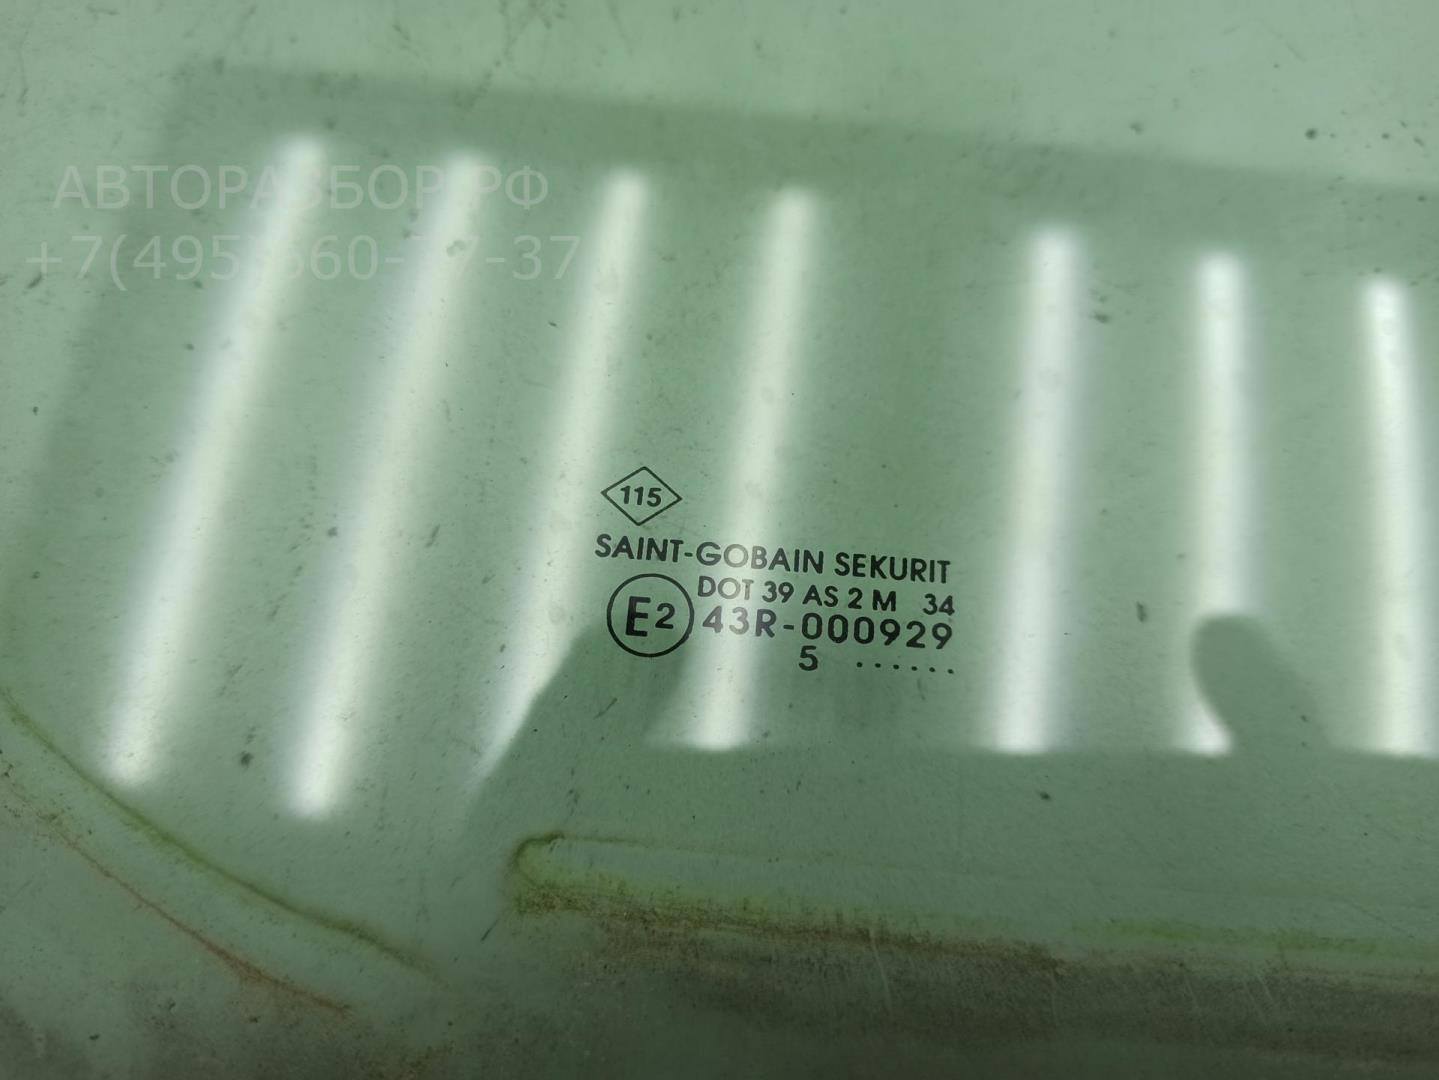 АВТОРАЗБОР.РФ
115
SAINT-GOBAIN SEKURIT
DOT 39 AS 2 M 34
E2 43R-000929
5 ......